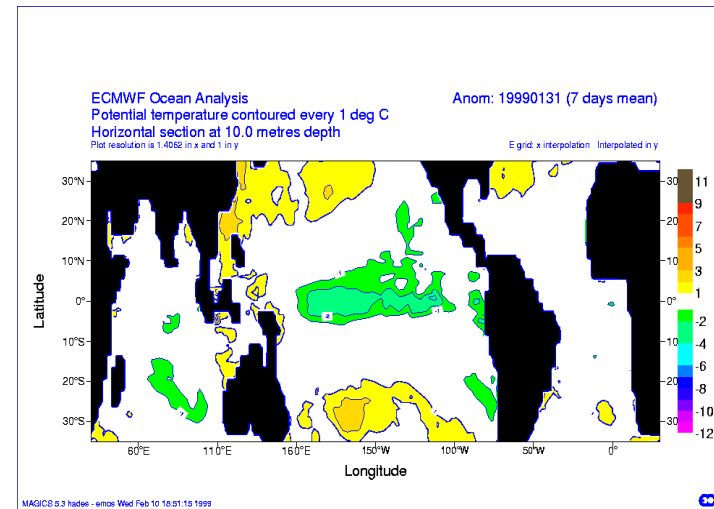 ECMWF Ocean Analysis
Anom: 19990131 (7 days mean)
Potential temperature contoured every 1 deg C
Horizontal section at 10.0 metres depth
Plot resolution is 1.4062 in x and 1 in y
E grid: x interpolation Interpolated in y
30°N
20°N
10°N
0°
10°S
20°S
30°S
Latitude
60°E
110°E
160°E
150°W
100°W
50°W
0°
Longitude
30°
20°
10°
0°
10°
20°
30°
11
9
7
5
3
1
-2
-4
-6
-8
-10
-12
-2
-1
MAGICS 5.3 hades - emos Wed Feb 10 18:51:15 1999